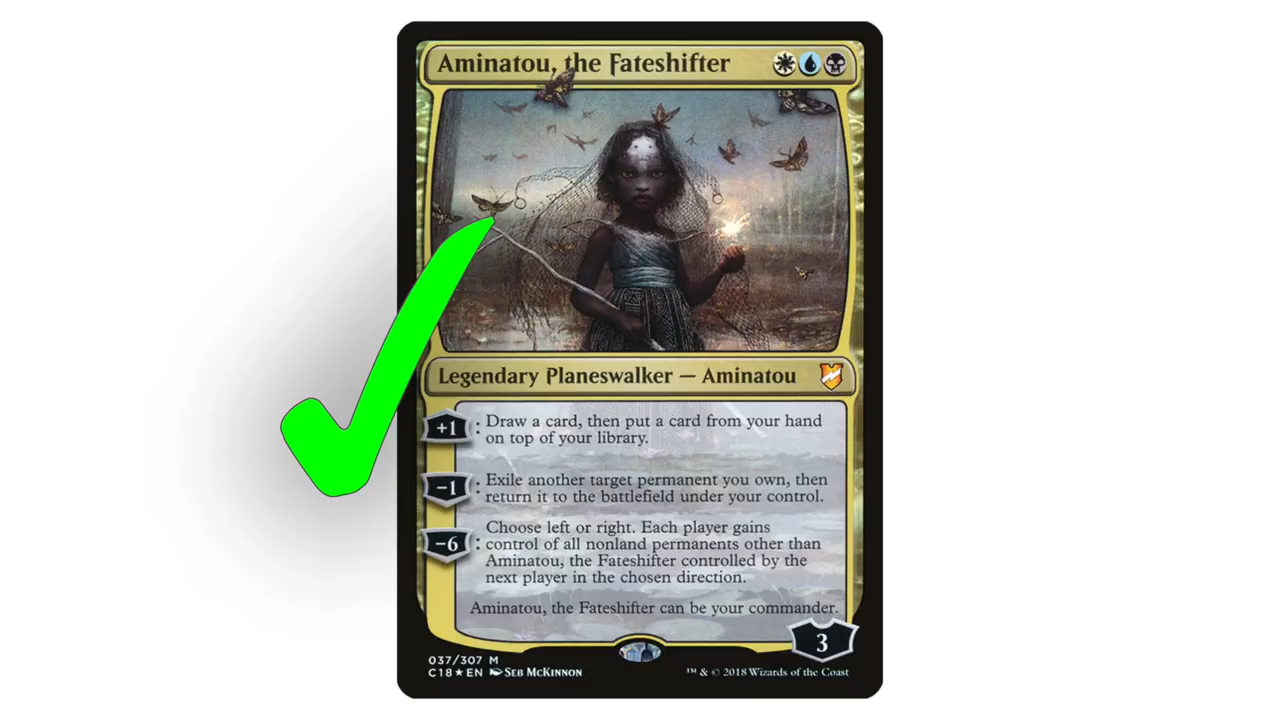 Aminatou, the Fateshifter
Legendary Planeswalker — Aminatou
+1: Draw a card, then put a card from your hand
on top of your library.
−1: Exile another target permanent you own, then
return it to the battlefield under your control.
Choose left or right. Each player gains
−6: control of all nonland permanents other than
Aminatou, the Fateshifter controlled by the
next player in the chosen direction.
Aminatou, the Fateshifter can be your commander.
3
037/307 M
C18★EN Seb McKinnon
™ & © 2018 Wizards of the Coast